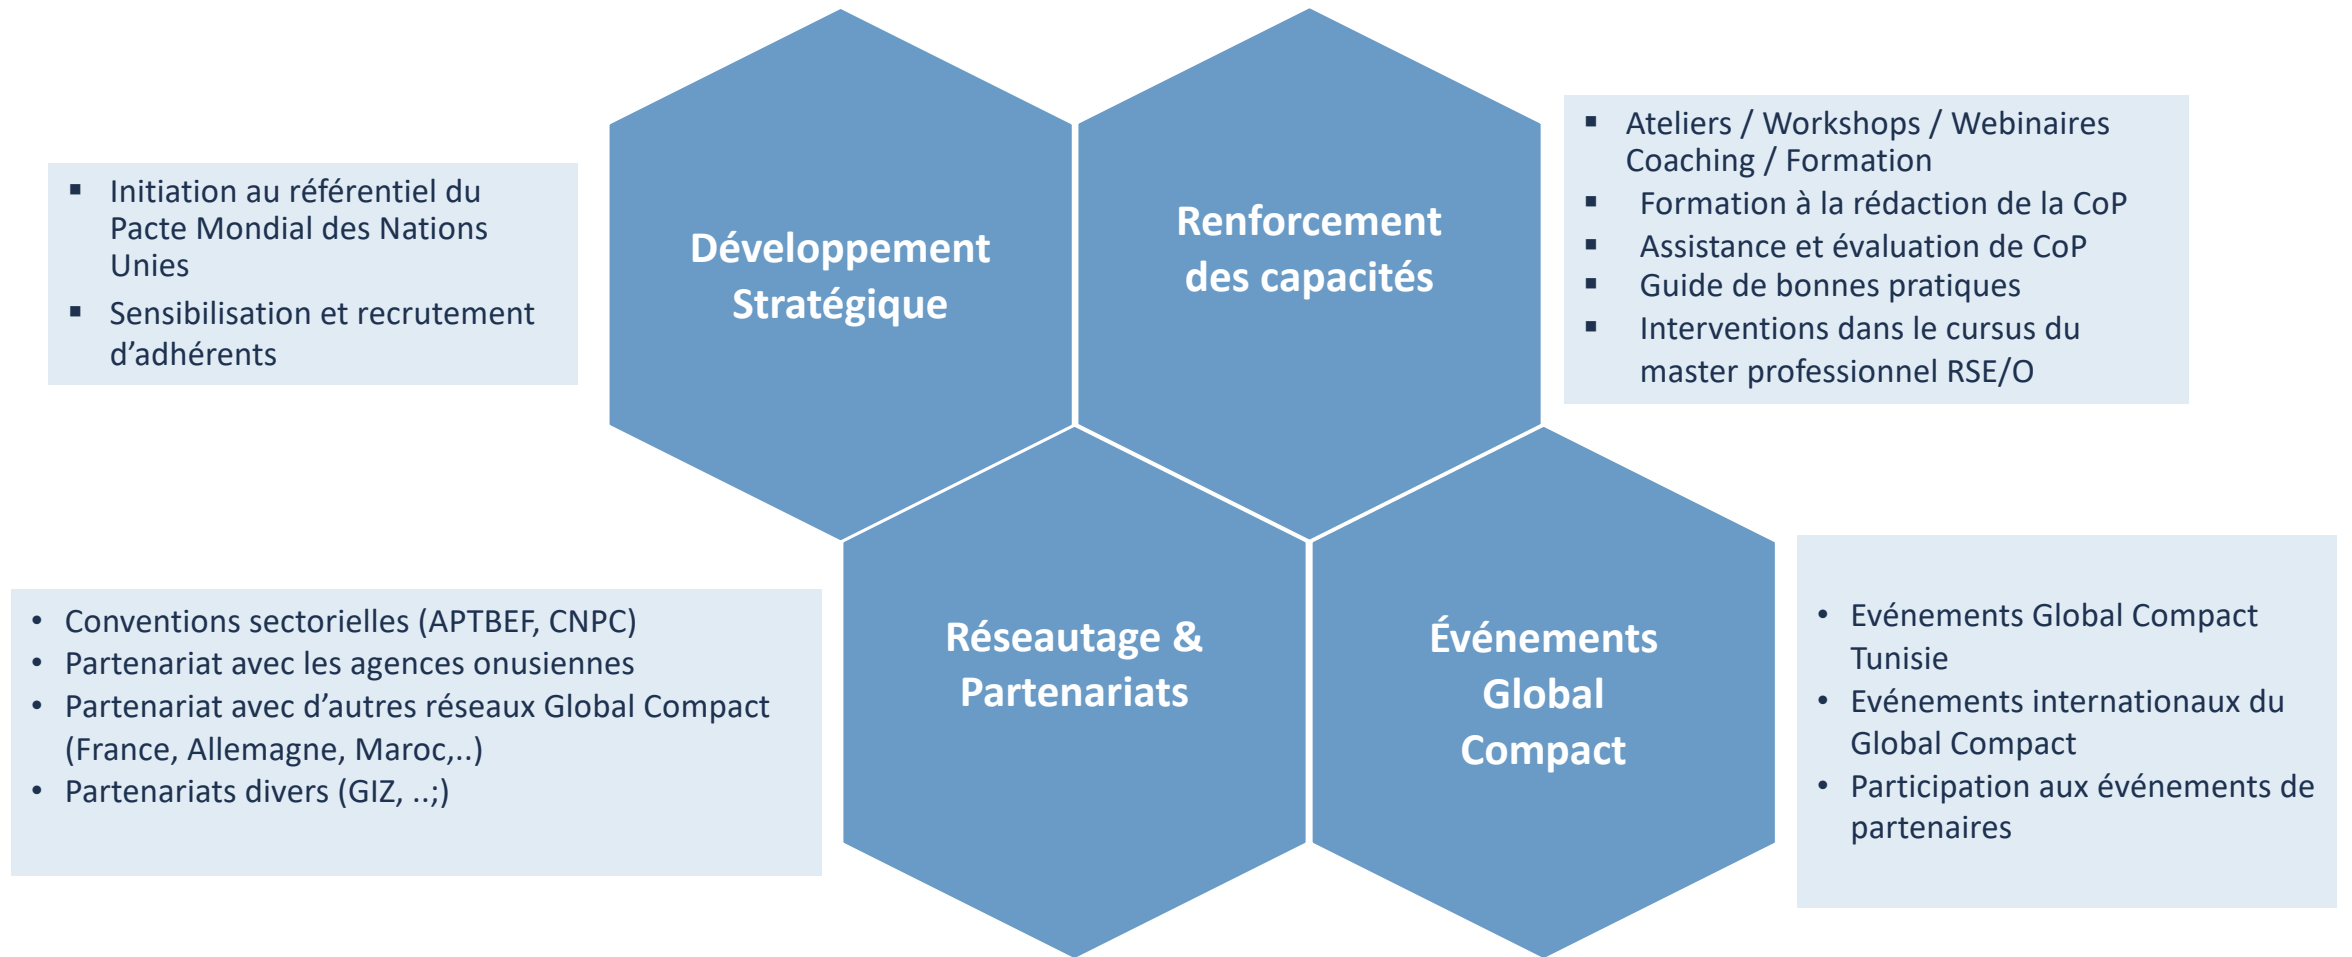 ▪ Initiation au référentiel du
Pacte Mondial des Nations
Unies
▪ Sensibilisation et recrutement
d’adhérents
Développement
Stratégique
Renforcement
des capacités
▪ Ateliers / Workshops / Webinaires
Coaching / Formation
▪ Formation à la rédaction de la CoP
▪ Assistance et évaluation de CoP
▪ Guide de bonnes pratiques
▪ Interventions dans le cursus du
master professionnel RSE/O
• Conventions sectorielles (APTBEF, CNPC)
• Partenariat avec les agences onusiennes
• Partenariat avec d’autres réseaux Global Compact
(France, Allemagne, Maroc,..)
• Partenariats divers (GIZ, ..;)
Réseautage &
Partenariats
Événements
Global
Compact
• Evénements Global Compact
Tunisie
• Evénements internationaux du
Global Compact
• Participation aux événements de
partenaires